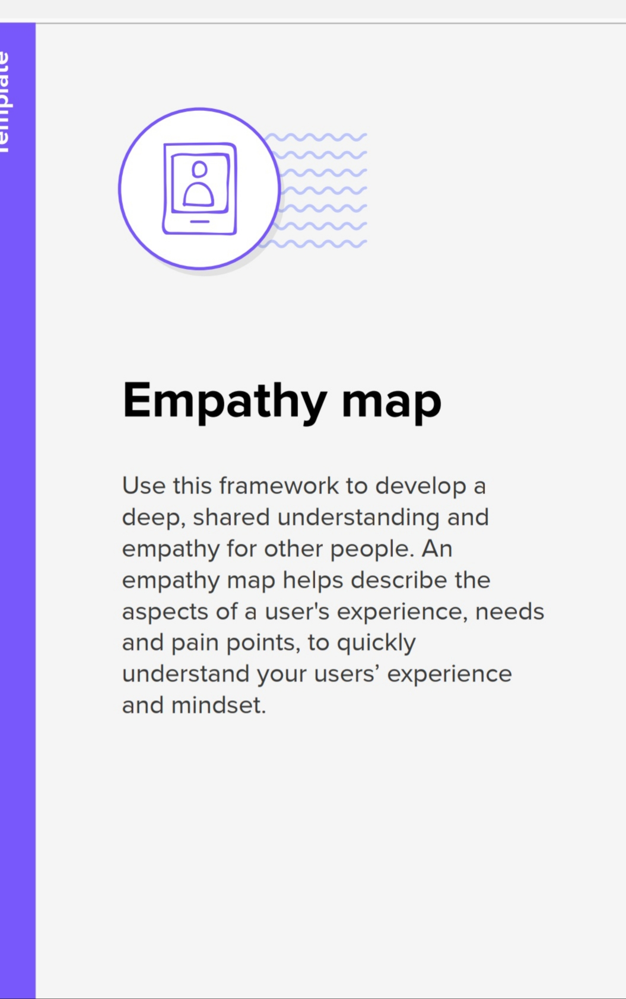 Template
Empathy map
Use this framework to develop a
deep, shared understanding and
empathy for other people. An
empathy map helps describe the
aspects of a user's experience, needs
and pain points, to quickly
understand your users’ experience
and mindset.